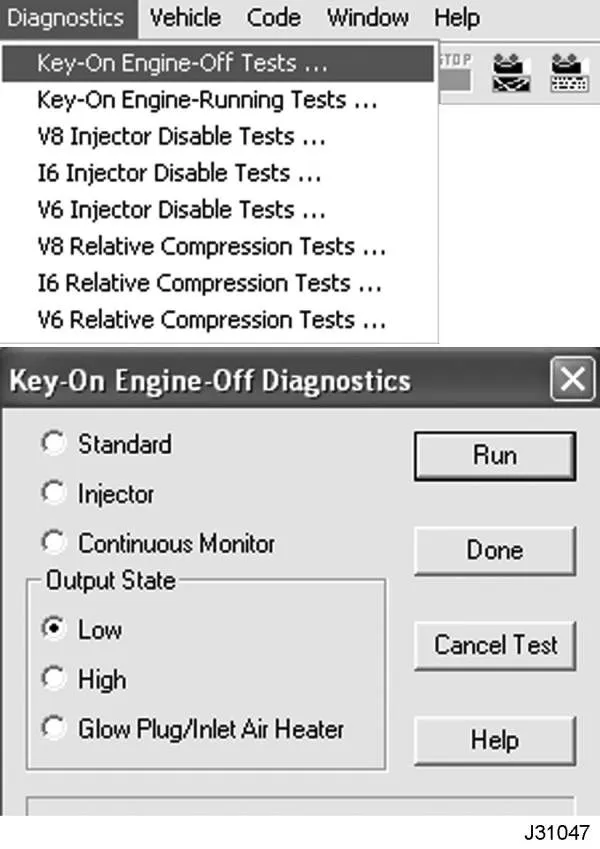 Diagnostics Vehicle Code Window Help
Key-On Engine-Off Tests ...
STOP
Key-On Engine-Running Tests ...
V8 Injector Disable Tests ...
I6 Injector Disable Tests ...
V6 Injector Disable Tests ...
V8 Relative Compression Tests ...
I6 Relative Compression Tests ...
V6 Relative Compression Tests ...
Key-On Engine-Off Diagnostics
Standard
Run
Injector
Continuous Monitor
Done
Output State
Low
Cancel Test
High
Glow Plug/Inlet Air Heater
Help
J31047